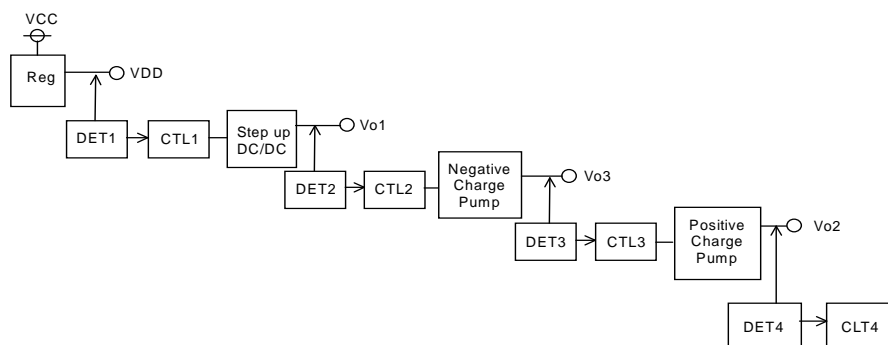 VCC
Reg
VDD
DET1
CTL1
Step up
DC/DC
Vo1
DET2
CTL2
Negative
Charge
Pump
Vo3
DET3
CTL3
Positive
Charge
Pump
Vo2
DET4
CLT4